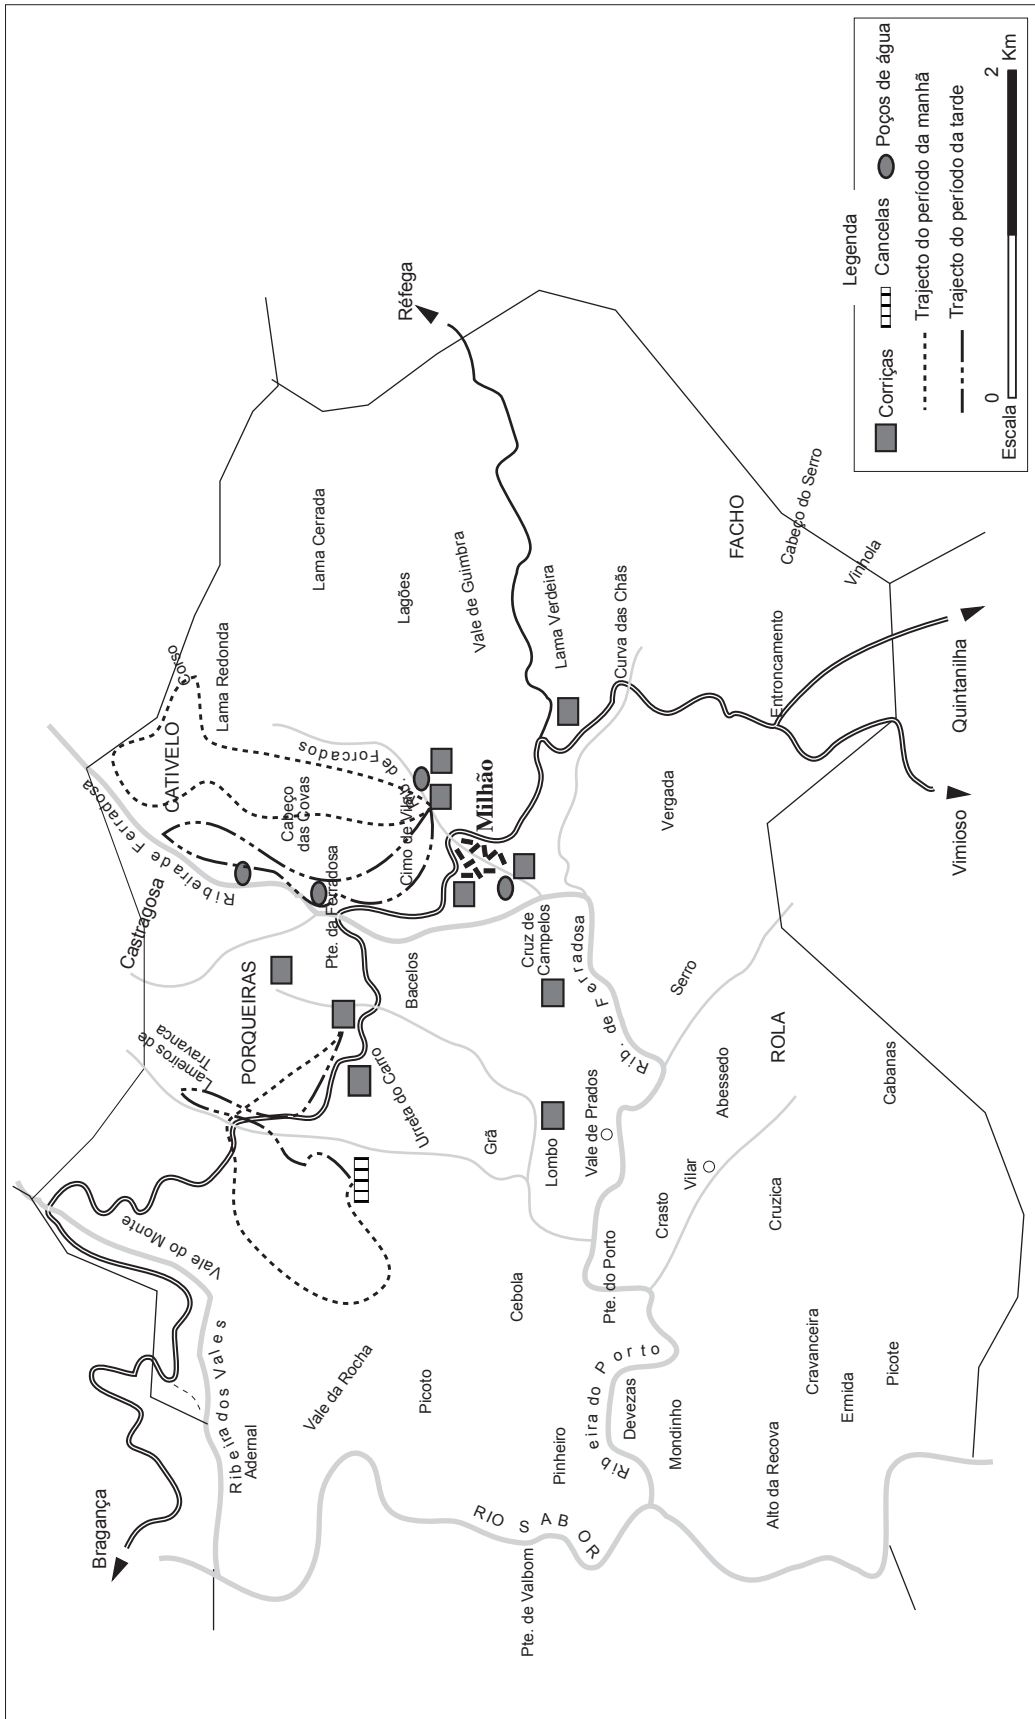 Bragança
Castragosa
Ribeira de Ferradosa
Vale do Monte
Lameiros de
Travanca
CATIVELO
Corso
Ribeira dos Vales
Adernal
PORQUEIRAS
Lama Redonda
Cabeço
das Covas
Vale da Rocha
Pte. da Ferradosa
Lama Cerrada
Rib. de Forcados
Picoto
Urreta do Carro
Bacelos
Cimo de Vila
Lagões
Réfega
RIO SABOR
Grã
Milhão
Vale de Guimbra
Pte. de Valbom
Pinheiro
Cebola
Lombo
Cruz de
Campelos
Lama Verdeira
Ribeira do Porto
Vale de Prados
Rib. de Ferradosa
Devezas
Pte. do Porto
Curva das Chãs
Mondinho
Crasto
Vilar
Serro
Vergada
Abessedo
FACHO
Alto da Recova
Cruzica
ROLA
Entroncamento
Cabeço do Serro
Cravanceira
Ermida
Picote
Cabanas
Vinhola
Vimioso
Quintanilha
Legenda
Corriças
Cancelas
Poços de água
Trajecto do período da manhã
Trajecto do período da tarde
0
2
Escala
Km